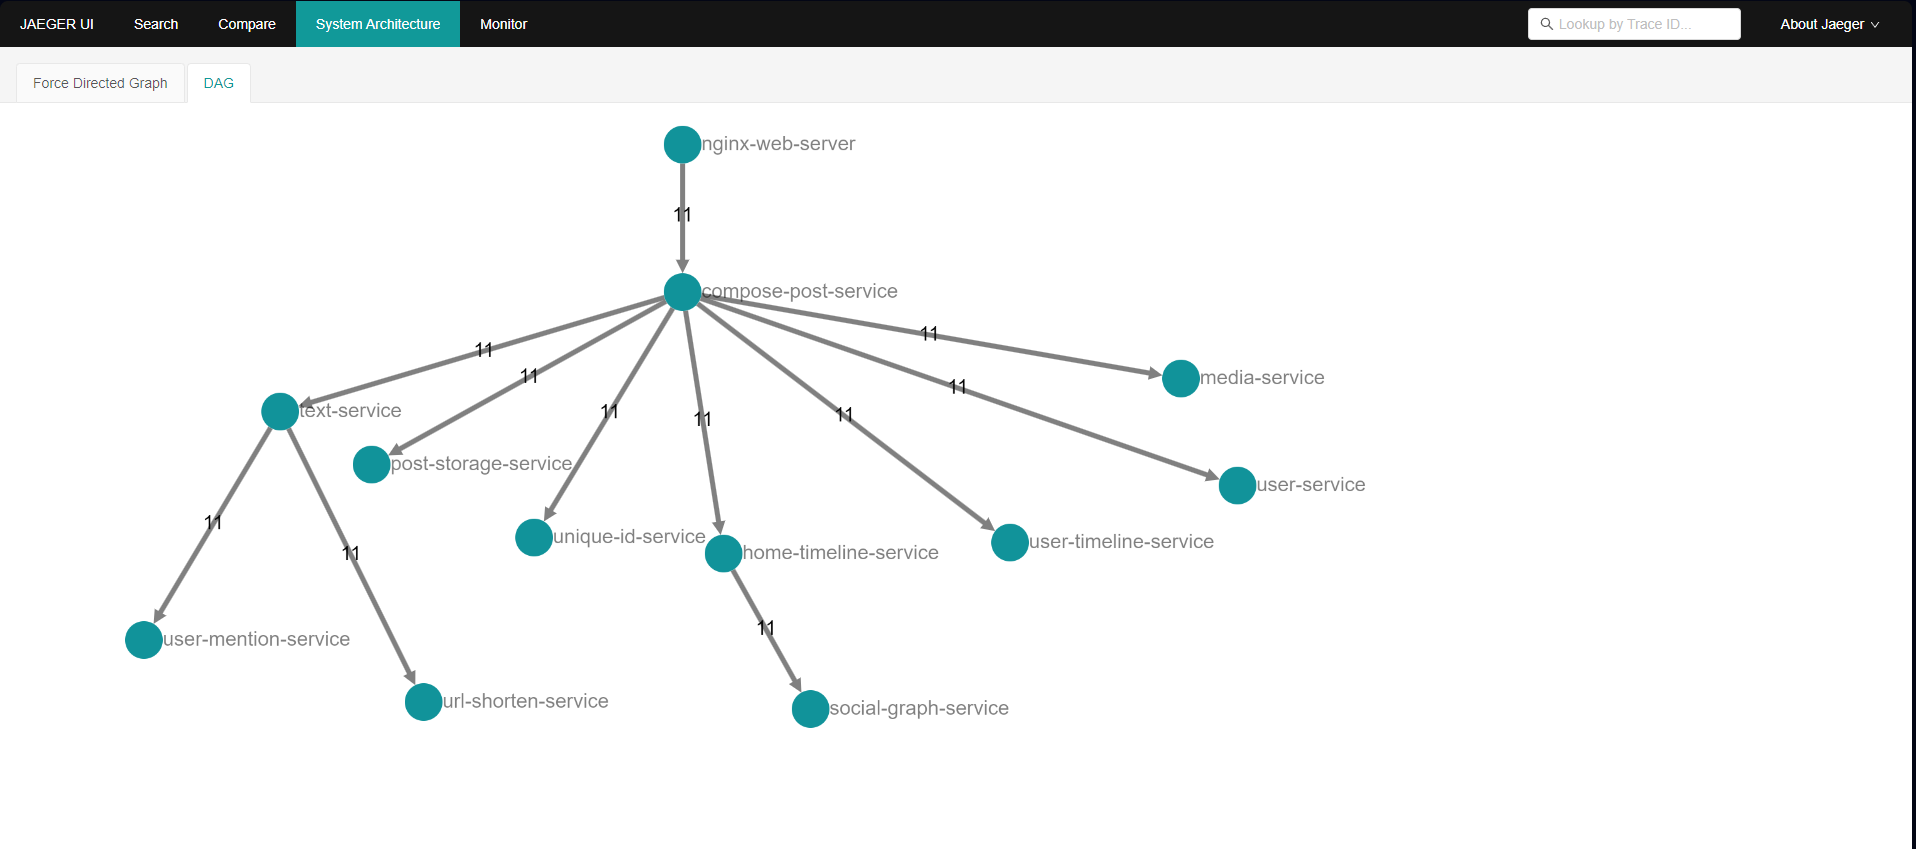 JAEGER UI
Search
Compare
System Architecture
Monitor
Lookup by Trace ID...
About Jaeger
Force Directed Graph
DAG
nginx-web-server
11
compose-post-service
11
11
11
11
11
11
11
media-service
text-service
post-storage-service
user-service
11
11
unique-id-service
home-timeline-service
user-timeline-service
11
user-mention-service
url-shorten-service
social-graph-service